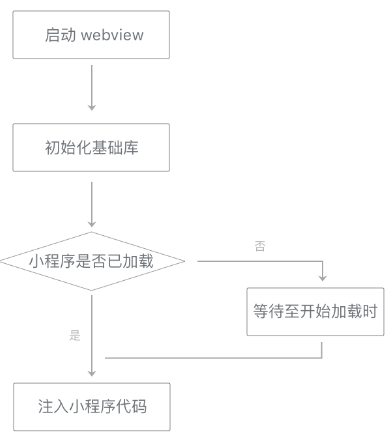 启动 webview
初始化基础库
小程序是否已加载
否
等待至开始加载时
是
注入小程序代码